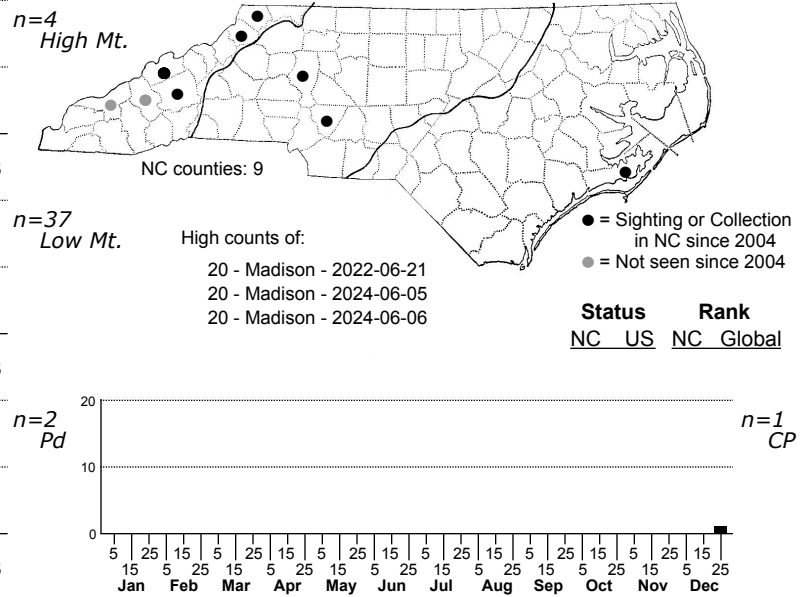 n=4
High Mt.
NC counties: 9
n=37
Low Mt.
High counts of:
20 - Madison - 2022-06-21
20 - Madison - 2024-06-05
20 - Madison - 2024-06-06
= Sighting or Collection
in NC since 2004
= Not seen since 2004
Status Rank
NC US NC Global
n=2
Pd
n=1
CP
20
10
0
5 25 15 5 25 15 5 25 15 5 25 15 5 25 15 5 25 15
15 5 25 15 5 25 15 5 25 15 5 25 15 5 25 15 5 25
Jan Feb Mar Apr May Jun Jul Aug Sep Oct Nov Dec